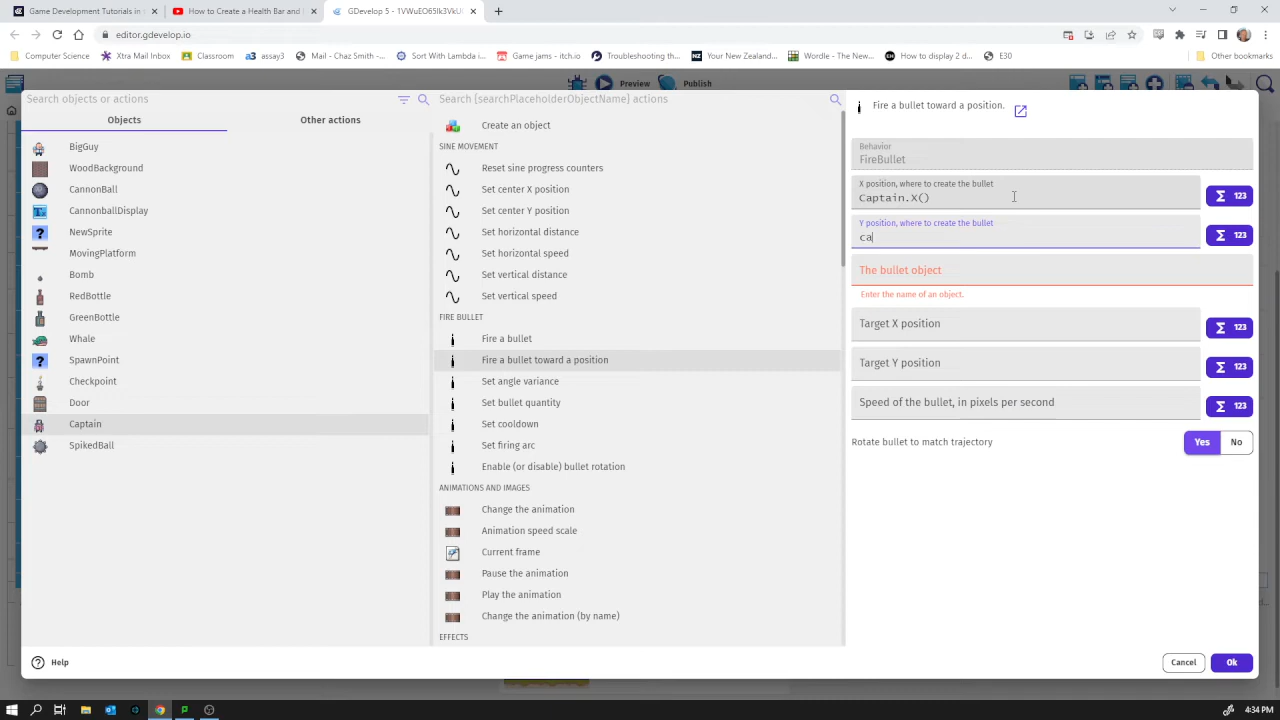 Game Development Tutorials in
How to Create a Health Bar and
GDevelop 5 - 1VWuEO65Ik3VkU
editor.gdevelop.io
Computer Science
Xtra Mail Inbox
Classroom
assay3
Mail - Chaz Smith -...
Sort With Lambda i...
Game jams - itch.io
Troubleshooting th...
Your New Zealand...
Wordle - The New...
How to display 2 d...
E30
Other bookmarks
Preview
Publish
Search objects or actions
Objects
Other actions
BigGuy
WoodBackground
CannonBall
CannonballDisplay
NewSprite
MovingPlatform
Bomb
RedBottle
GreenBottle
Whale
SpawnPoint
Checkpoint
Door
Captain
SpikedBall
Search {searchPlaceholderObjectName} actions
Create an object
SINE MOVEMENT
Reset sine progress counters
Set center X position
Set center Y position
Set horizontal distance
Set horizontal speed
Set vertical distance
Set vertical speed
FIRE BULLET
Fire a bullet
Fire a bullet toward a position
Set angle variance
Set bullet quantity
Set cooldown
Set firing arc
Enable (or disable) bullet rotation
ANIMATIONS AND IMAGES
Change the animation
Animation speed scale
Current frame
Pause the animation
Play the animation
Change the animation (by name)
EFFECTS
Fire a bullet toward a position.
Behavior
FireBullet
X position, where to create the bullet
Captain.X()
Σ 123
Y position, where to create the bullet
ca
Σ 123
The bullet object
Enter the name of an object.
Target X position
Σ 123
Target Y position
Σ 123
Speed of the bullet, in pixels per second
Σ 123
Rotate bullet to match trajectory
Yes
No
Help
Cancel
Ok
4:34 PM